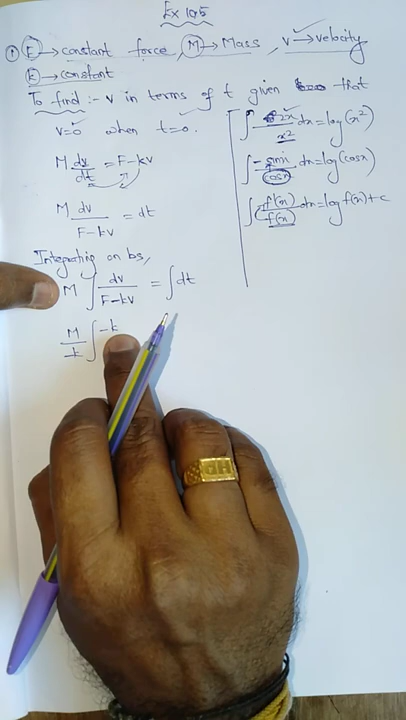 Ex 10.5
① F → constant force, M → Mass, v → velocity
k → constant
To find :- v in terms of t given that
v=0 when t=0.
M dv/dt = F-kv
M dv/F-kv = dt
Integrating on bs,
M ∫ dv/F-kv = ∫ dt
M/-k ∫ -k
∫ 2x/x² dx = log(x²)
∫ -sinx/cosx dx = log(cosx)
∫ f'(x)/f(x) dx = log f(x) + c
GH